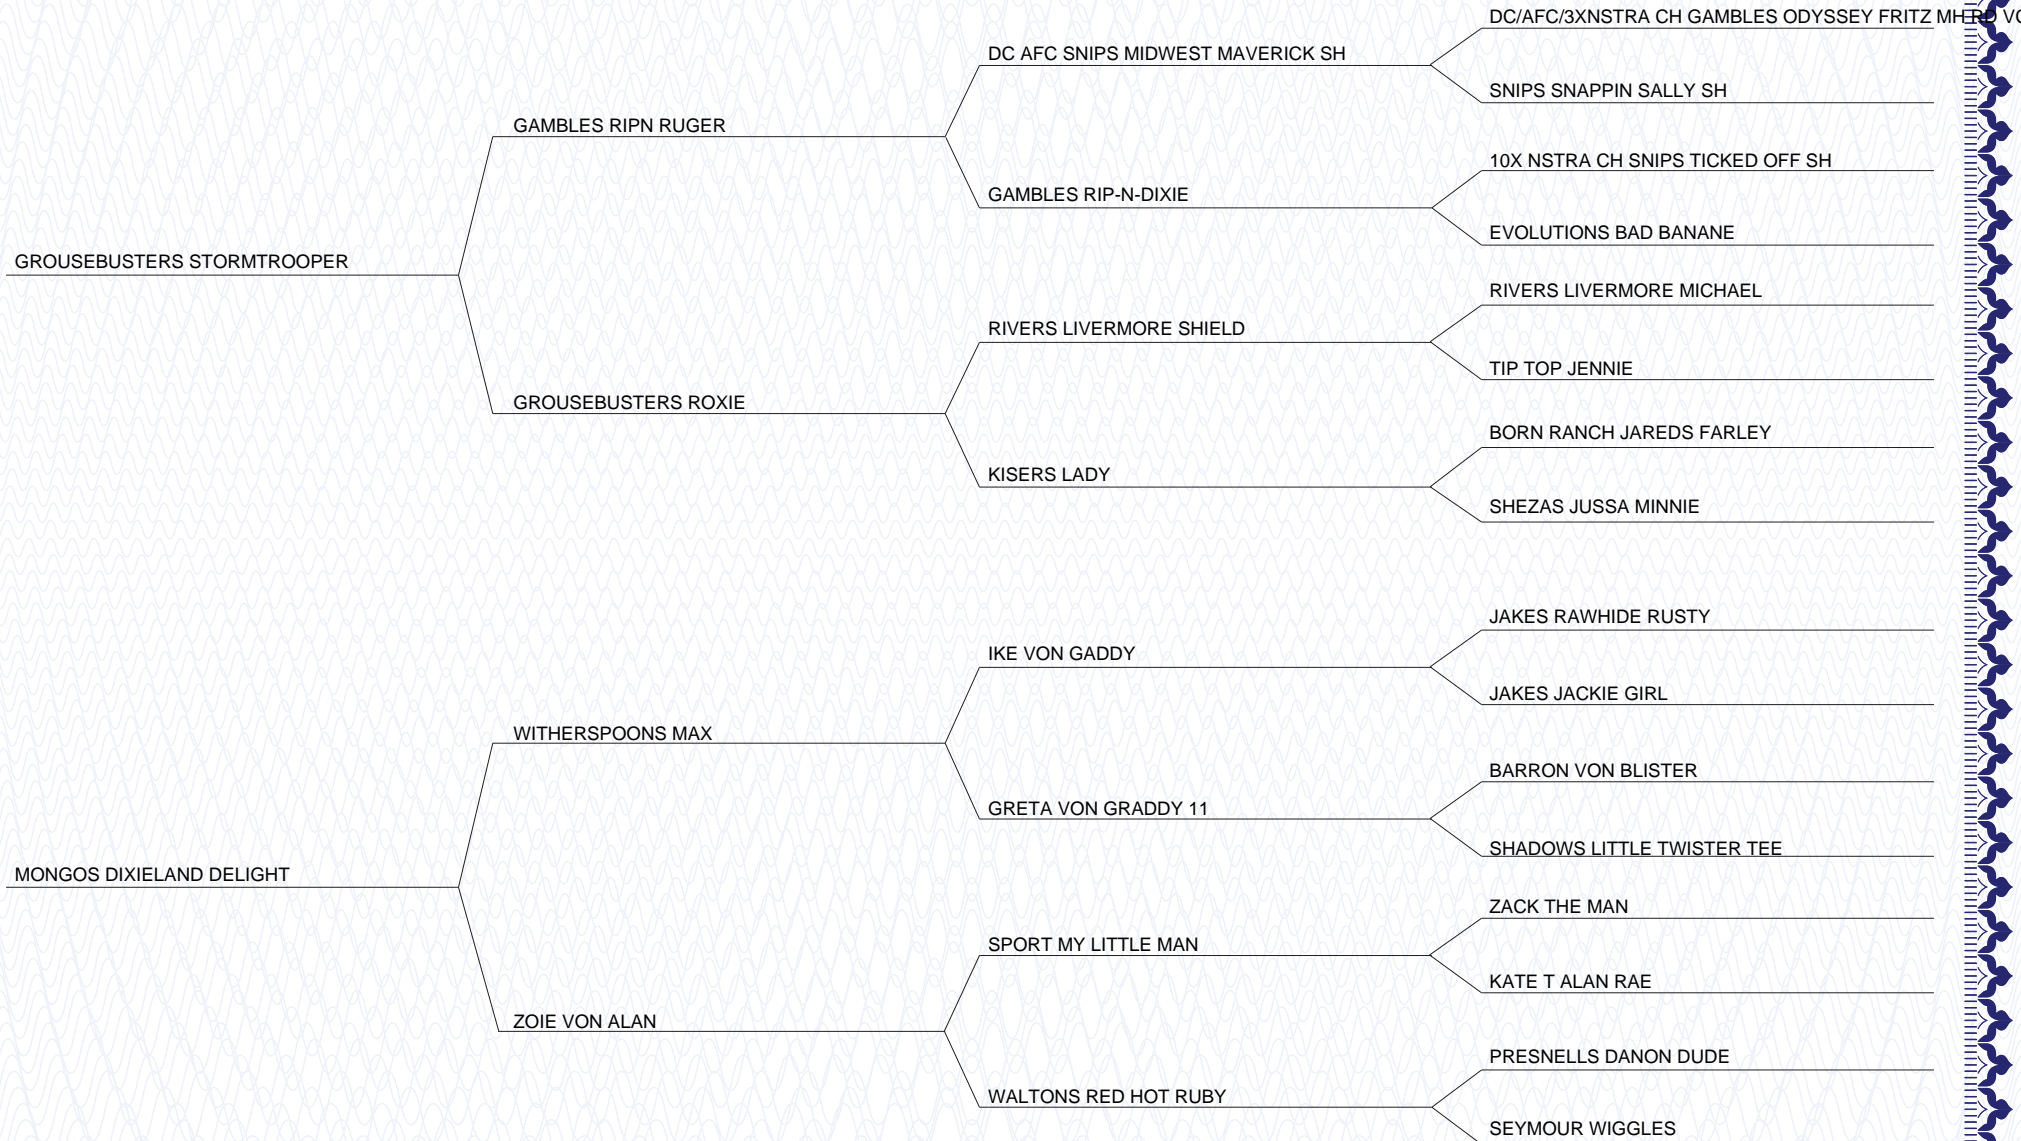 DC/AFC/3XNSTRA CH GAMBLES ODYSSEY FRITZ MH RD
DC AFC SNIPS MIDWEST MAVERICK SH
SNIPS SNAPPIN SALLY SH
GAMBLES RIPN RUGER
10X NSTRA CH SNIPS TICKED OFF SH
GAMBLES RIP-N-DIXIE
EVOLUTIONS BAD BANANE
GROUSEBUSTERS STORMTROOPER
RIVERS LIVERMORE MICHAEL
RIVERS LIVERMORE SHIELD
TIP TOP JENNIE
GROUSEBUSTERS ROXIE
BORN RANCH JAREDS FARLEY
KISERS LADY
SHEZAS JUSSA MINNIE
JAKES RAWHIDE RUSTY
IKE VON GADDY
JAKES JACKIE GIRL
WITHERSPOONS MAX
BARRON VON BLISTER
GRETA VON GRADDY 11
SHADOWS LITTLE TWISTER TEE
MONGOS DIXIELAND DELIGHT
ZACK THE MAN
SPORT MY LITTLE MAN
KATE T ALAN RAE
ZOIE VON ALAN
PRESNELLS DANON DUDE
WALTONS RED HOT RUBY
SEYMOUR WIGGLES